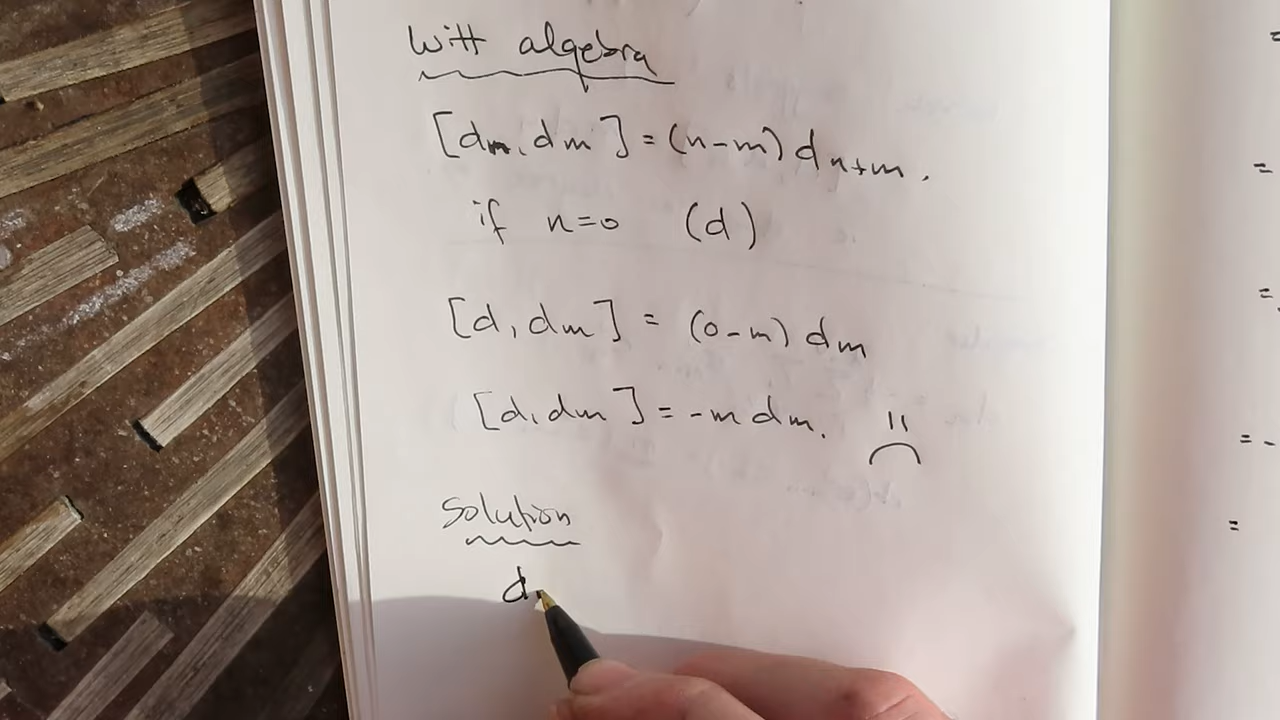 Witt algebra
[dn, dm] = (n-m) dn+m.
if n=0 (d)
[d, dm] = (0-m) dm
[d, dm] = -m dm.
Solution
d
=
=
=
= -
=